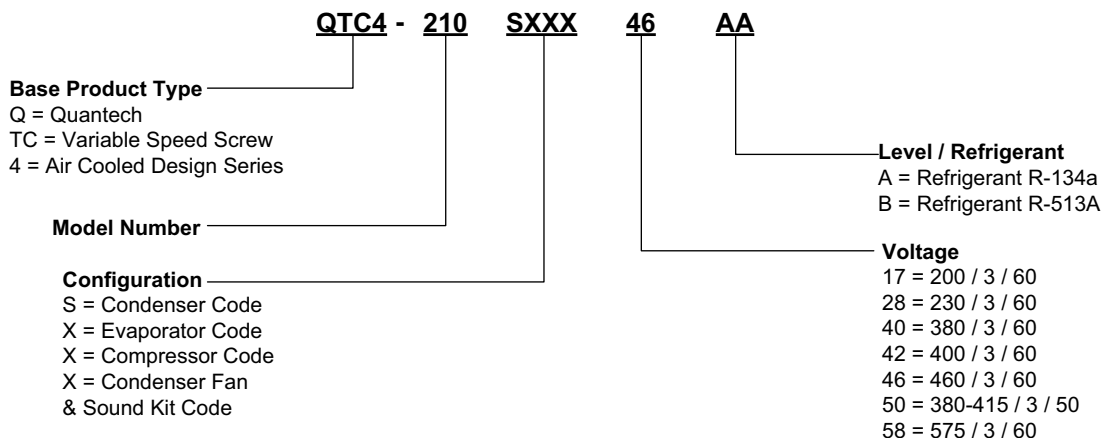 QTC4 - 210 SXXX 46 AA
Base Product Type
Q = Quantech
TC = Variable Speed Screw
4 = Air Cooled Design Series
Level / Refrigerant
A = Refrigerant R-134a
B = Refrigerant R-513A
Model Number
Configuration
S = Condenser Code
X = Evaporator Code
X = Compressor Code
X = Condenser Fan
& Sound Kit Code
Voltage
17 = 200 / 3 / 60
28 = 230 / 3 / 60
40 = 380 / 3 / 60
42 = 400 / 3 / 60
46 = 460 / 3 / 60
50 = 380-415 / 3 / 50
58 = 575 / 3 / 60